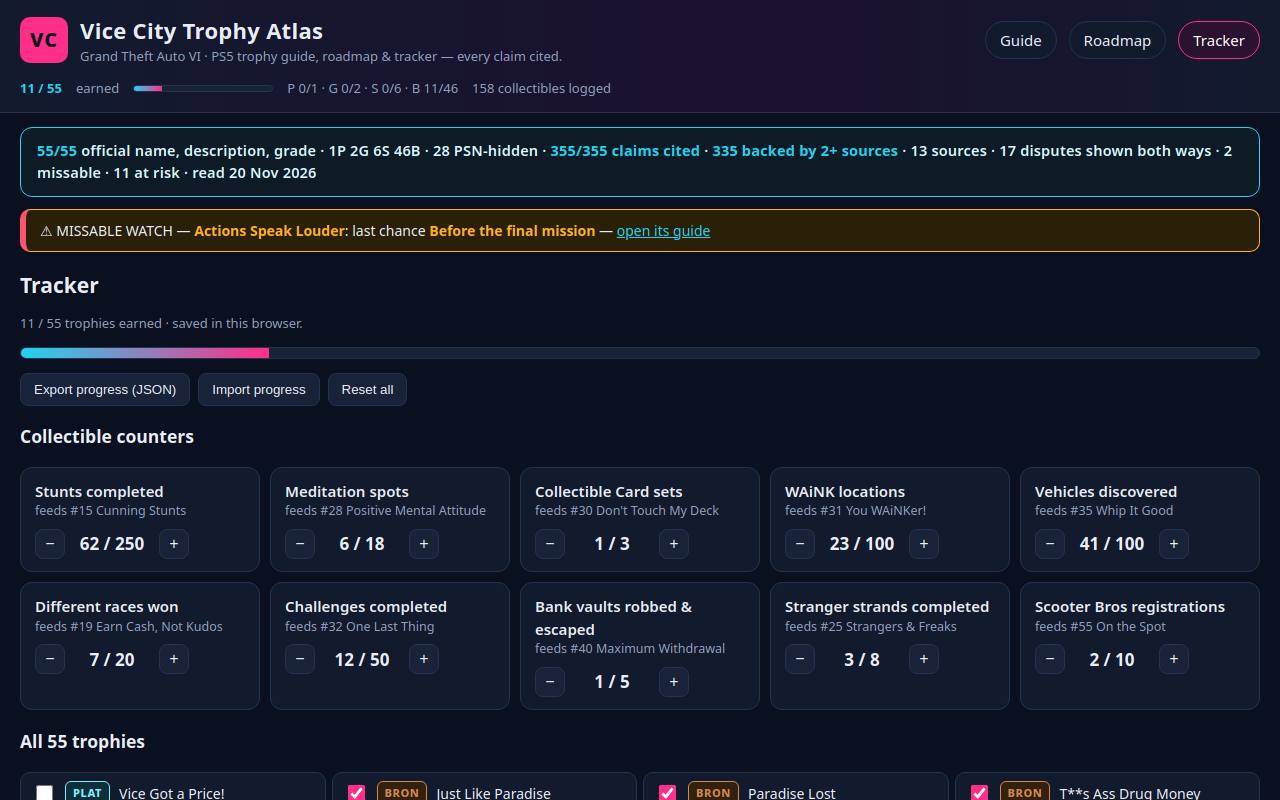 VC
Vice City Trophy Atlas
Grand Theft Auto VI · PS5 trophy guide, roadmap & tracker — every claim cited.
Guide
Roadmap
Tracker
11 / 55 earned P 0/1 · G 0/2 · S 0/6 · B 11/46 158 collectibles logged
55/55 official name, description, grade · 1P 2G 6S 46B · 28 PSN-hidden · 355/355 claims cited · 335 backed by 2+ sources · 13 sources · 17 disputes shown both ways · 2
missable · 11 at risk · read 20 Nov 2026
⚠ MISSABLE WATCH — Actions Speak Louder: last chance Before the final mission — open its guide
Tracker
11 / 55 trophies earned · saved in this browser.
Export progress (JSON)
Import progress
Reset all
Collectible counters
Stunts completed
feeds #15 Cunning Stunts
− 62 / 250 +
Meditation spots
feeds #28 Positive Mental Attitude
− 6 / 18 +
Collectible Card sets
feeds #30 Don't Touch My Deck
− 1 / 3 +
WAiNK locations
feeds #31 You WAiNKer!
− 23 / 100 +
Vehicles discovered
feeds #35 Whip It Good
− 41 / 100 +
Different races won
feeds #19 Earn Cash, Not Kudos
− 7 / 20 +
Challenges completed
feeds #32 One Last Thing
− 12 / 50 +
Bank vaults robbed &
escaped
feeds #40 Maximum Withdrawal
− 1 / 5 +
Stranger strands completed
feeds #25 Strangers & Freaks
− 3 / 8 +
Scooter Bros registrations
feeds #55 On the Spot
− 2 / 10 +
All 55 trophies
PLAT Vice Got a Price!
BRON Just Like Paradise
BRON Paradise Lost
BRON T**s Ass Drug Money